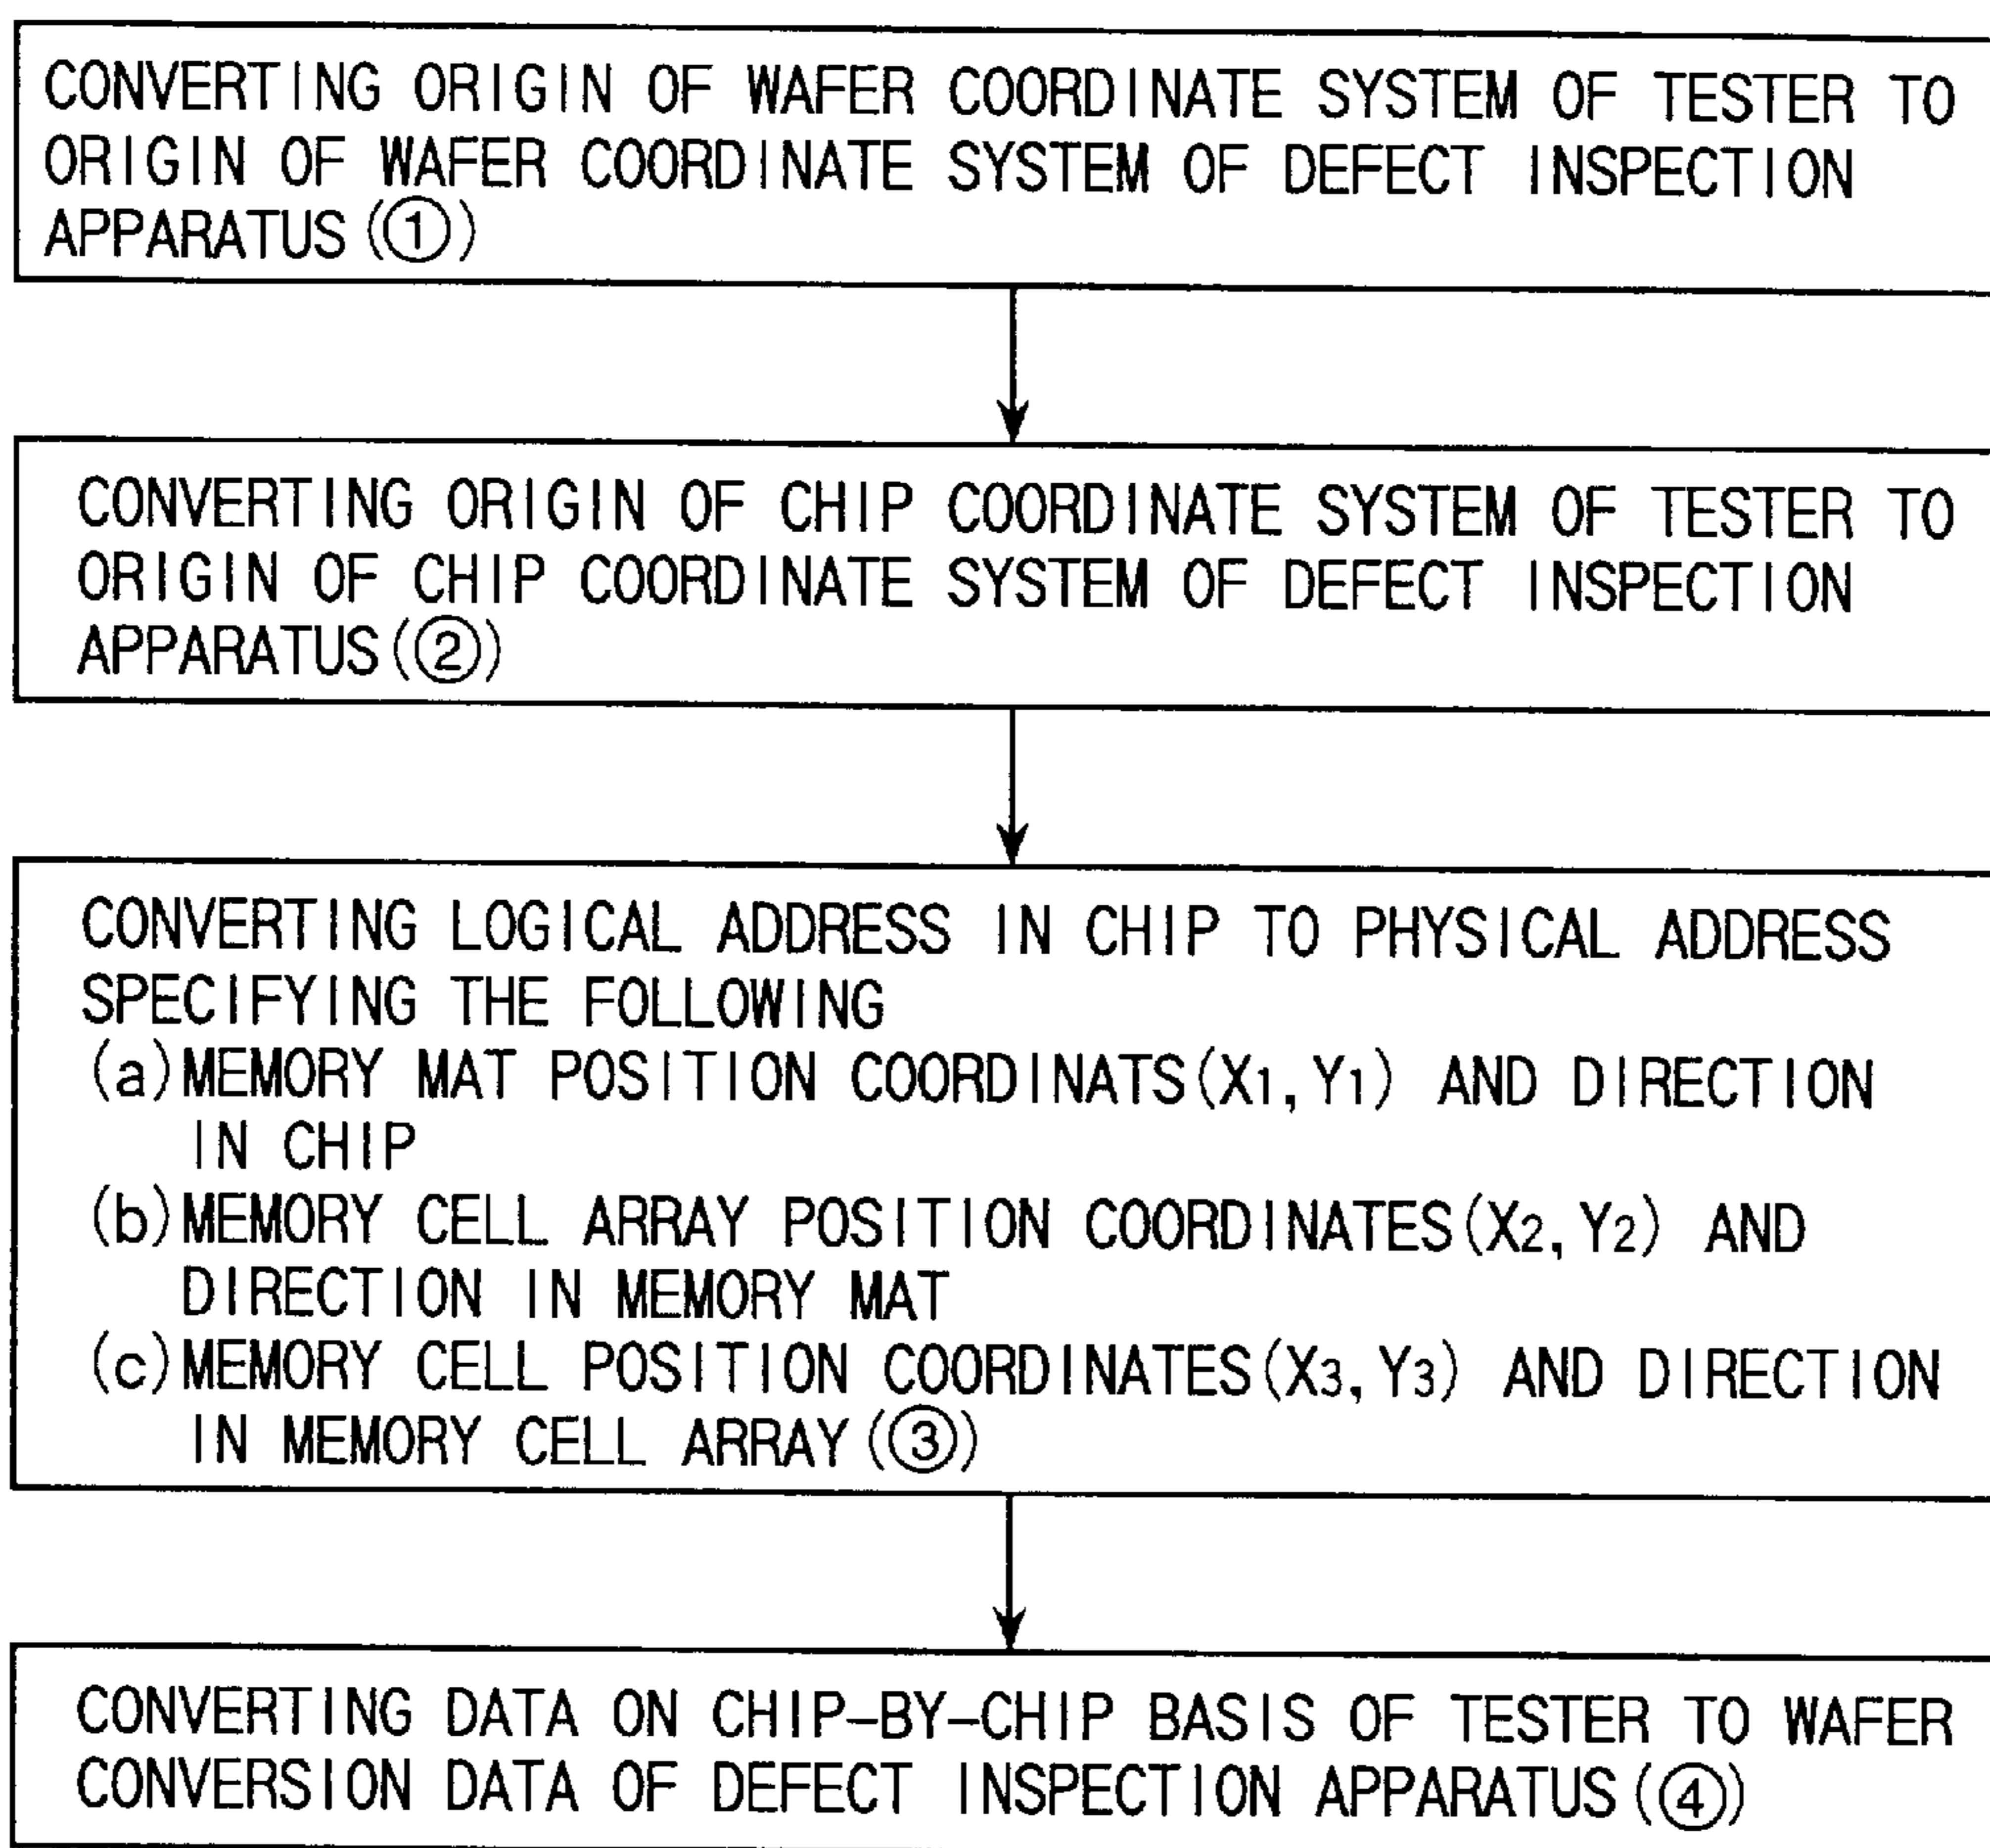 CONVERTING ORIGIN OF WAFER COORDINATE SYSTEM OF TESTER TO
ORIGIN OF WAFER COORDINATE SYSTEM OF DEFECT INSPECTION
APPARATUS(①)
CONVERTING ORIGIN OF CHIP COORDINATE SYSTEM OF TESTER TO
ORIGIN OF CHIP COORDINATE SYSTEM OF DEFECT INSPECTION
APPARATUS(②)
CONVERTING LOGICAL ADDRESS IN CHIP TO PHYSICAL ADDRESS
SPECIFYING THE FOLLOWING
(a)MEMORY MAT POSITION COORDINATS(X1, Y1) AND DIRECTION
IN CHIP
(b)MEMORY CELL ARRAY POSITION COORDINATES(X2, Y2) AND
DIRECTION IN MEMORY MAT
(c)MEMORY CELL POSITION COORDINATES(X3, Y3) AND DIRECTION
IN MEMORY CELL ARRAY(③)
CONVERTING DATA ON CHIP-BY-CHIP BASIS OF TESTER TO WAFER
CONVERSION DATA OF DEFECT INSPECTION APPARATUS(④)